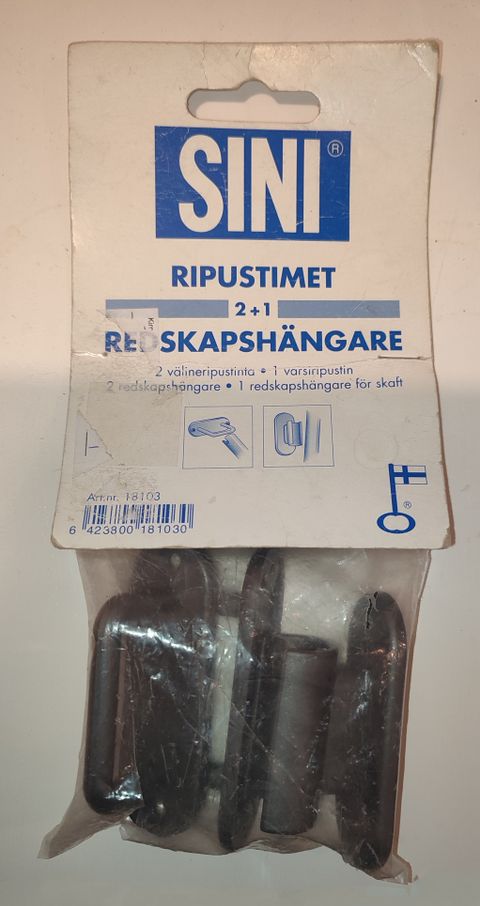 SINI®
RIPUSTIMET
2+1
REDSKAPSHÄNGARE
2 välineripustinta • 1 varsiripustin
2 redskapshängare • 1 redskapshängare för skaft
Art.nr. 18103
6 423800 181030
®